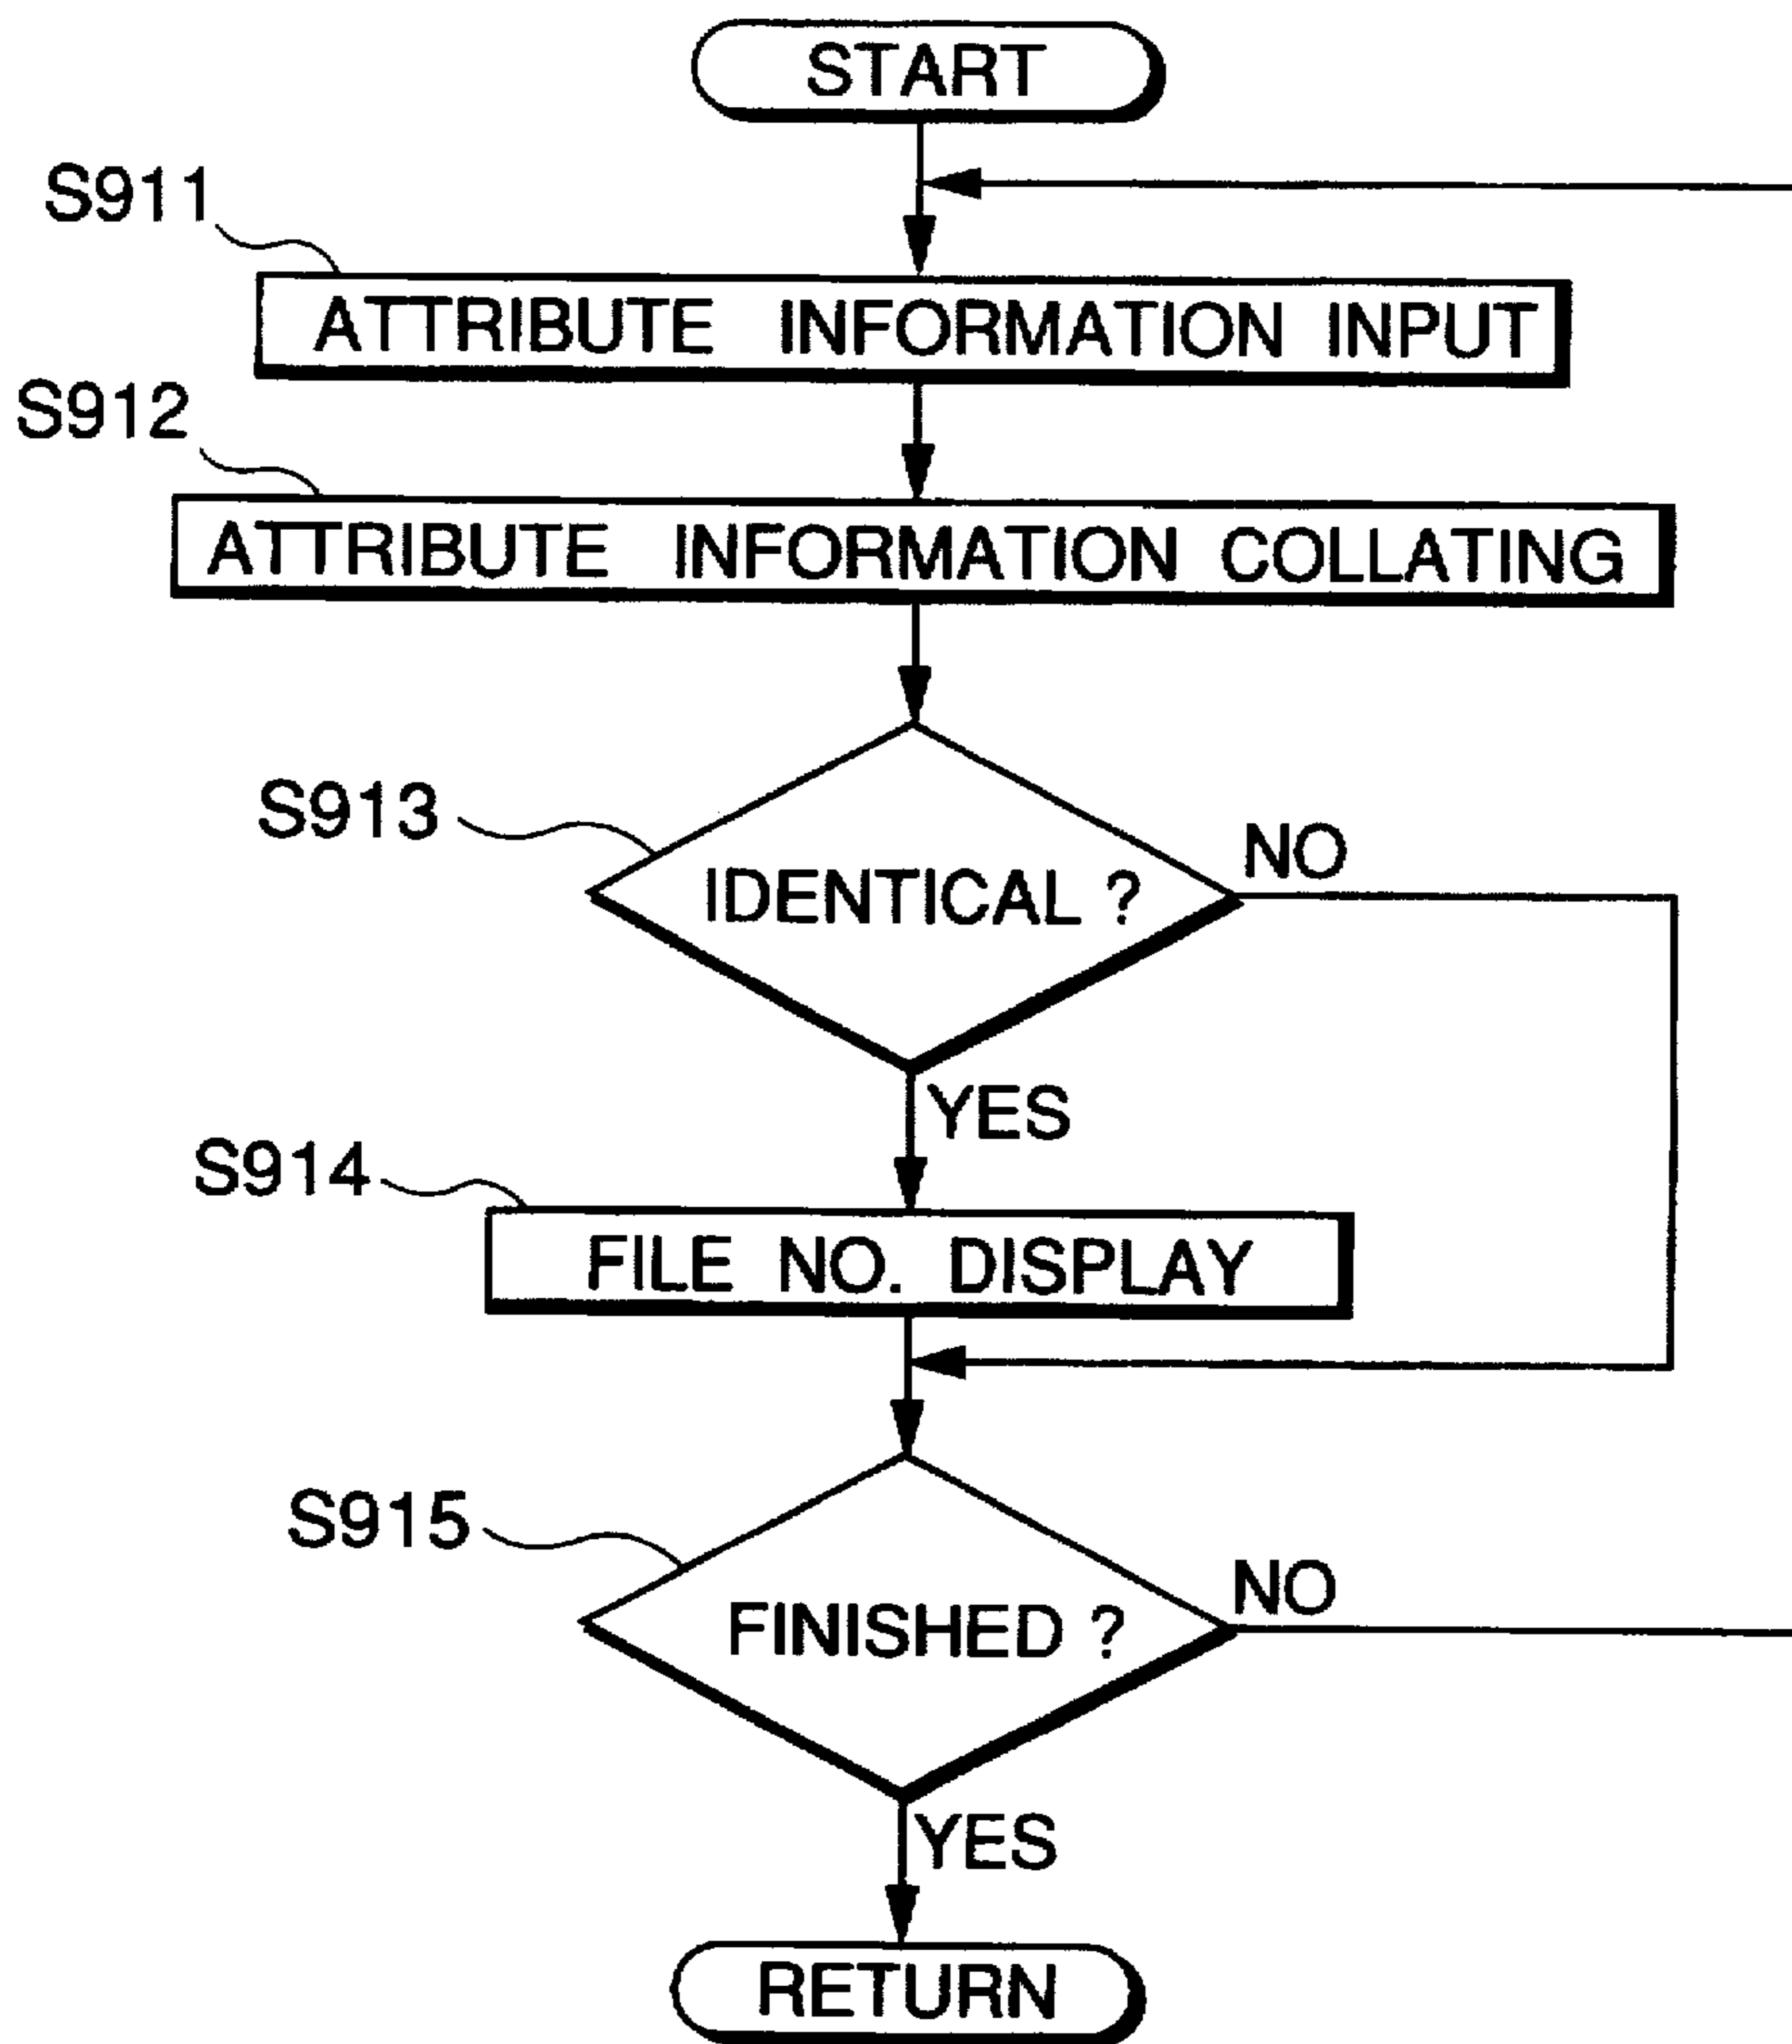 START
S911
ATTRIBUTE INFORMATION INPUT
S912
ATTRIBUTE INFORMATION COLLATING
S913
IDENTICAL ?
NO
YES
S914
FILE NO. DISPLAY
S915
FINISHED ?
NO
YES
RETURN